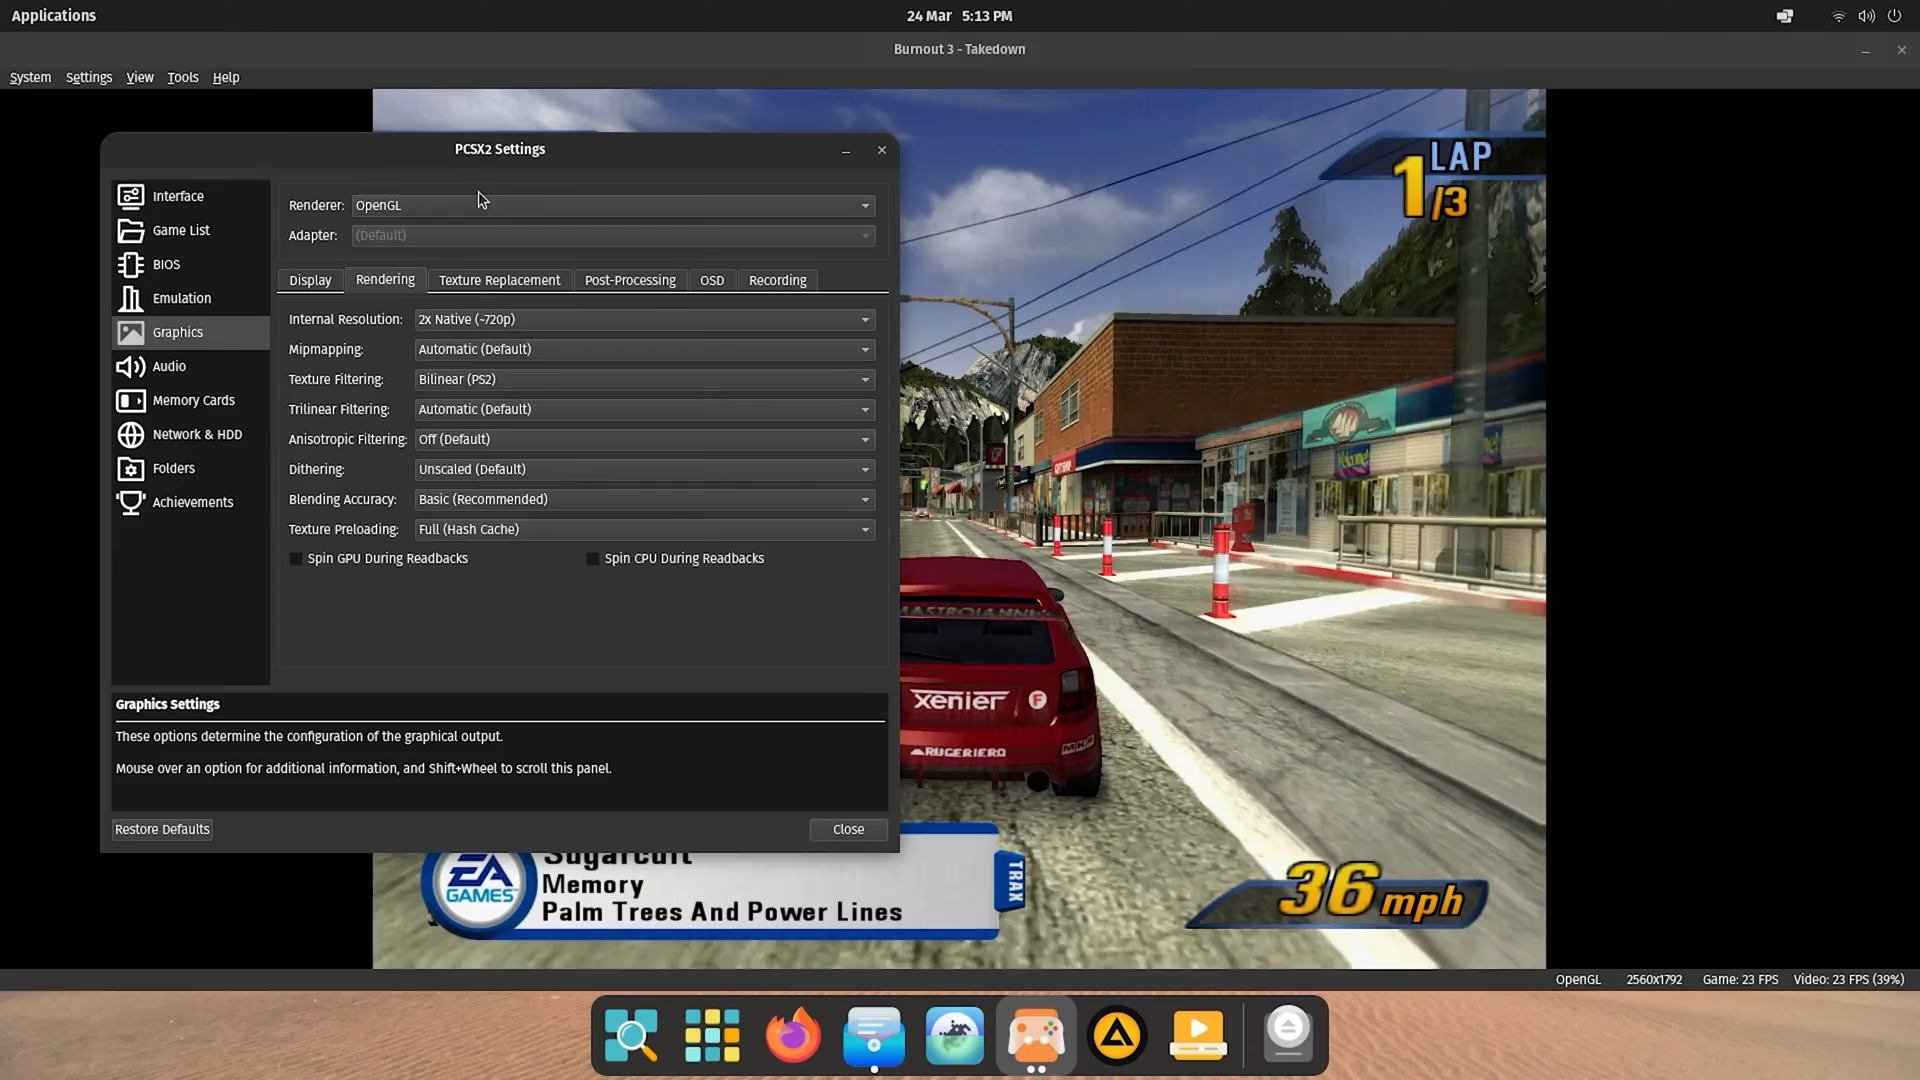 Applications
24 Mar 5:13 PM
Burnout 3 - Takedown
System Settings View Tools Help
PCSX2 Settings
Interface
Game List
BIOS
Emulation
Graphics
Audio
Memory Cards
Network & HDD
Folders
Achievements
Renderer: OpenGL
Adapter: (Default)
Display Rendering Texture Replacement Post-Processing OSD Recording
Internal Resolution: 2x Native (~720p)
Mipmapping: Automatic (Default)
Texture Filtering: Bilinear (PS2)
Trilinear Filtering: Automatic (Default)
Anisotropic Filtering: Off (Default)
Dithering: Unscaled (Default)
Blending Accuracy: Basic (Recommended)
Texture Preloading: Full (Hash Cache)
Spin GPU During Readbacks Spin CPU During Readbacks
Graphics Settings
These options determine the configuration of the graphical output.
Mouse over an option for additional information, and Shift+Wheel to scroll this panel.
Restore Defaults Close
LAP
1/3
GIFT SHOP
Welcome
MASTROIANNI
xenier F
RUGERIERO
EA GAMES
Sugarcult
Memory
Palm Trees And Power Lines
TRAX
36 mph
OpenGL 2560x1792 Game: 23 FPS Video: 23 FPS (39%)